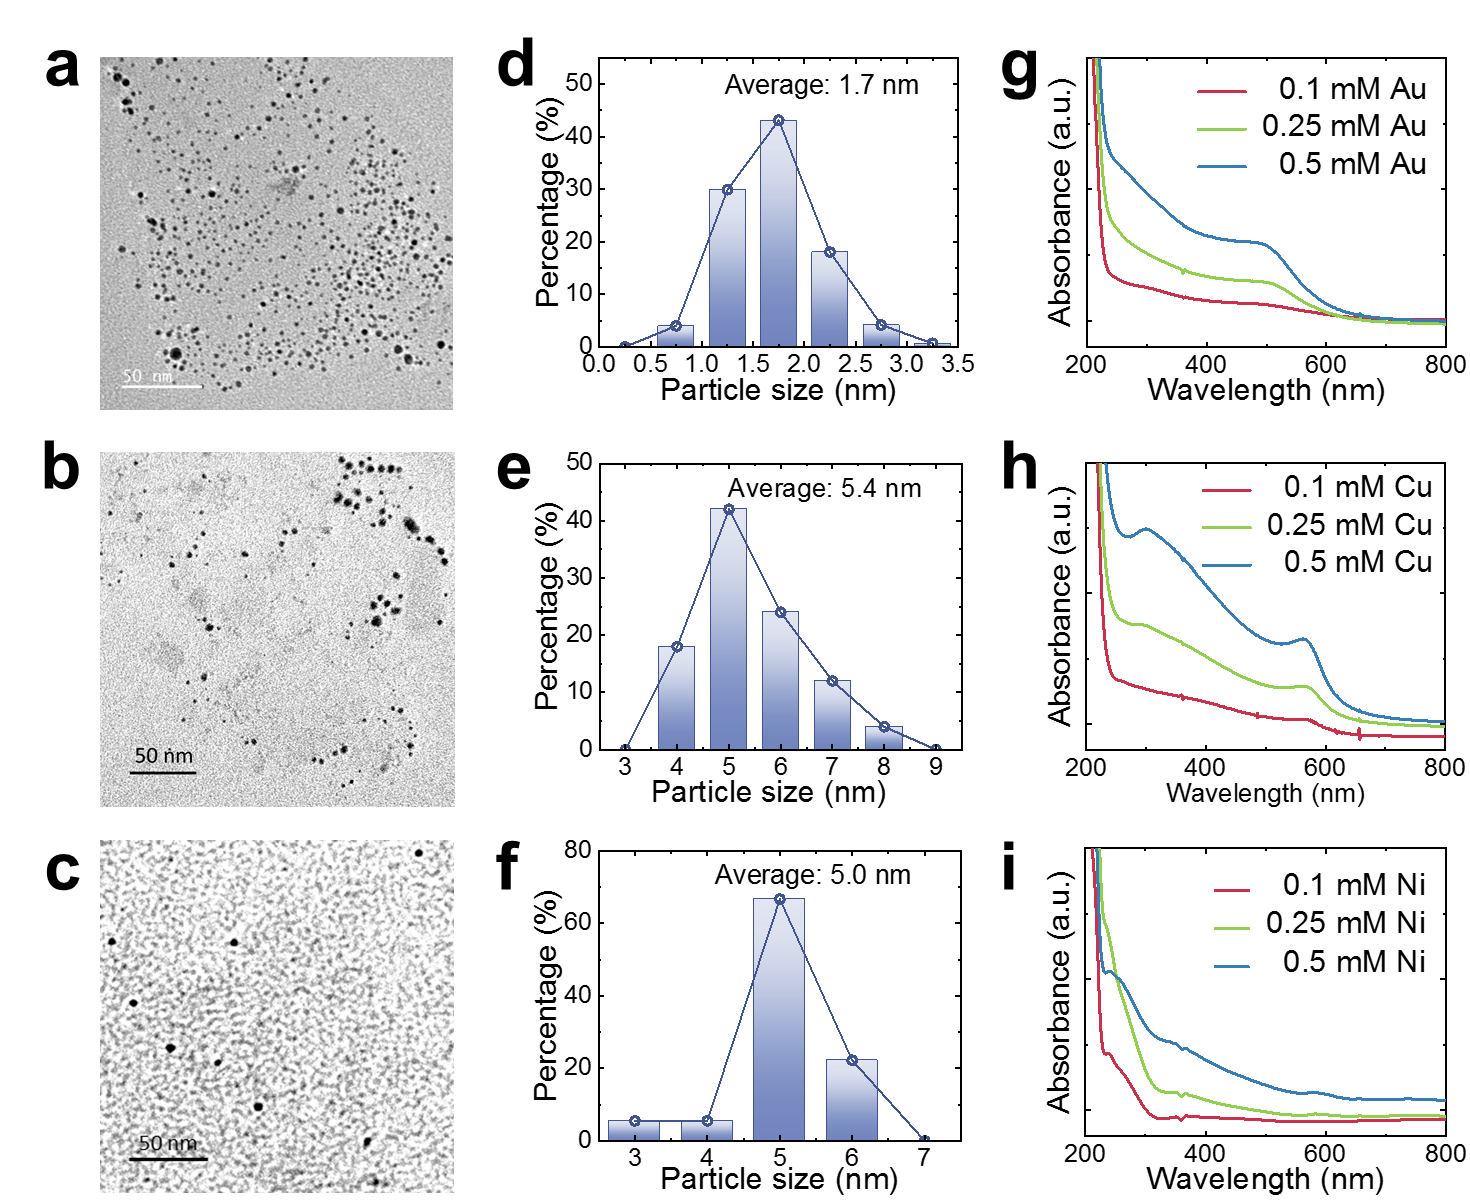 a
50 nm
d
Average: 1.7 nm
Percentage (%)
50
40
30
20
10
0
0.0 0.5 1.0 1.5 2.0 2.5 3.0 3.5
Particle size (nm)
g
0.1 mM Au
0.25 mM Au
0.5 mM Au
Absorbance (a.u.)
200 400 600 800
Wavelength (nm)
b
50 nm
e
Average: 5.4 nm
Percentage (%)
50
40
30
20
10
0
3 4 5 6 7 8 9
Particle size (nm)
h
0.1 mM Cu
0.25 mM Cu
0.5 mM Cu
Absorbance (a.u.)
200 400 600 800
Wavelength (nm)
c
50 nm
f
Average: 5.0 nm
Percentage (%)
80
60
40
20
0
3 4 5 6 7
Particle size (nm)
i
0.1 mM Ni
0.25 mM Ni
0.5 mM Ni
Absorbance (a.u.)
200 400 600 800
Wavelength (nm)